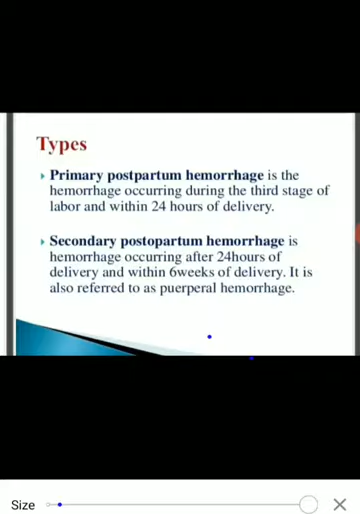 Types
Primary postpartum hemorrhage is the
hemorrhage occurring during the third stage of
labor and within 24 hours of delivery.
Secondary postopartum hemorrhage is
hemorrhage occurring after 24hours of
delivery and within 6weeks of delivery. It is
also referred to as puerperal hemorrhage.
Size